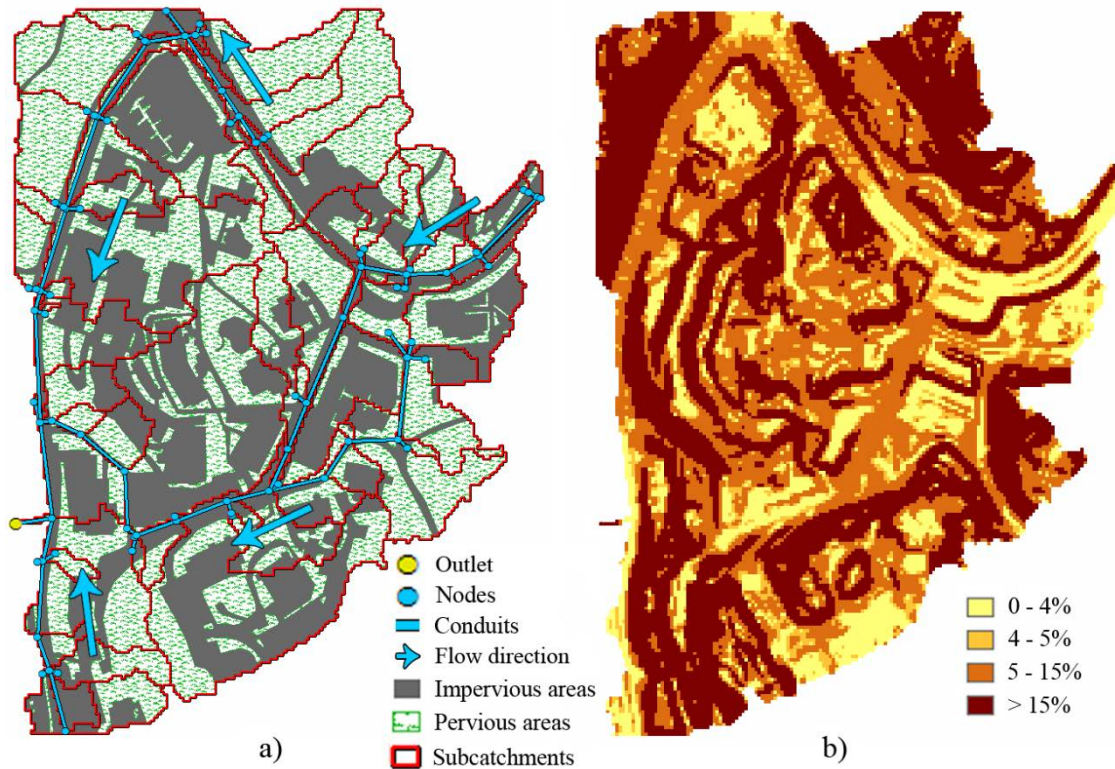 Outlet
Nodes
Conduits
Flow direction
Impervious areas
Pervious areas
Subcatchments
a)
0 - 4%
4 - 5%
5 - 15%
> 15%
b)